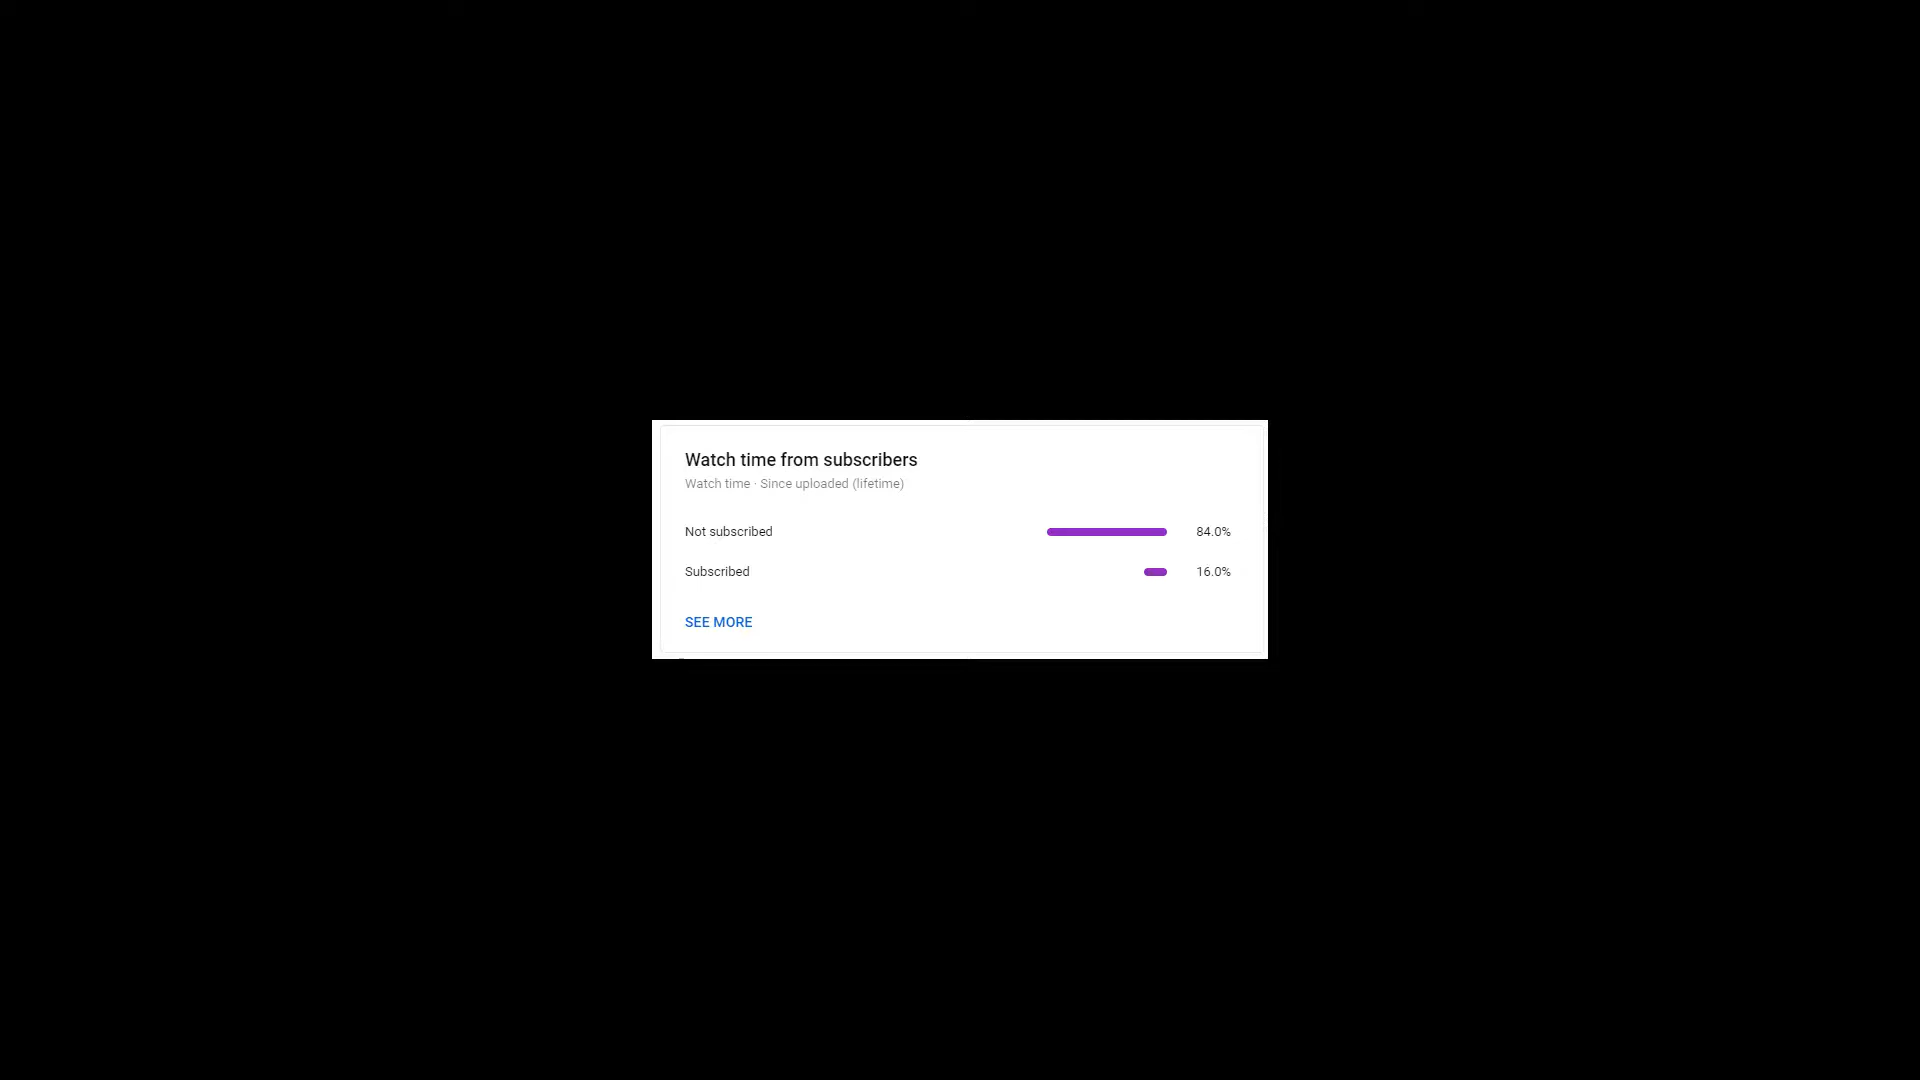 Watch time from subscribers
Watch time · Since uploaded (lifetime)
Not subscribed 84.0%
Subscribed 16.0%
SEE MORE